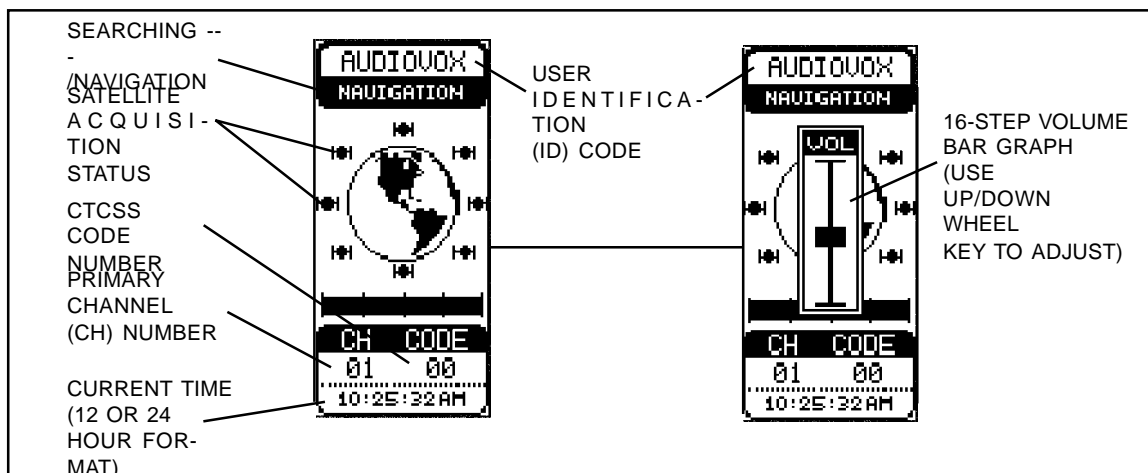 SEARCHING --
-
/NAVIGATION
SATELLITE
ACQUISI-
TION
STATUS
CTCSS
CODE
NUMBER
PRIMARY
CHANNEL
(CH) NUMBER
CURRENT TIME
(12 OR 24
HOUR FOR-
MAT)
AUDIOVOX
NAVIGATION
CH CODE
01 00
10:25:32AM
USER
IDENTIFICA-
TION
(ID) CODE
AUDIOVOX
NAVIGATION
VOL
CH CODE
01 00
10:25:32AM
16-STEP VOLUME
BAR GRAPH
(USE
UP/DOWN
WHEEL
KEY TO ADJUST)